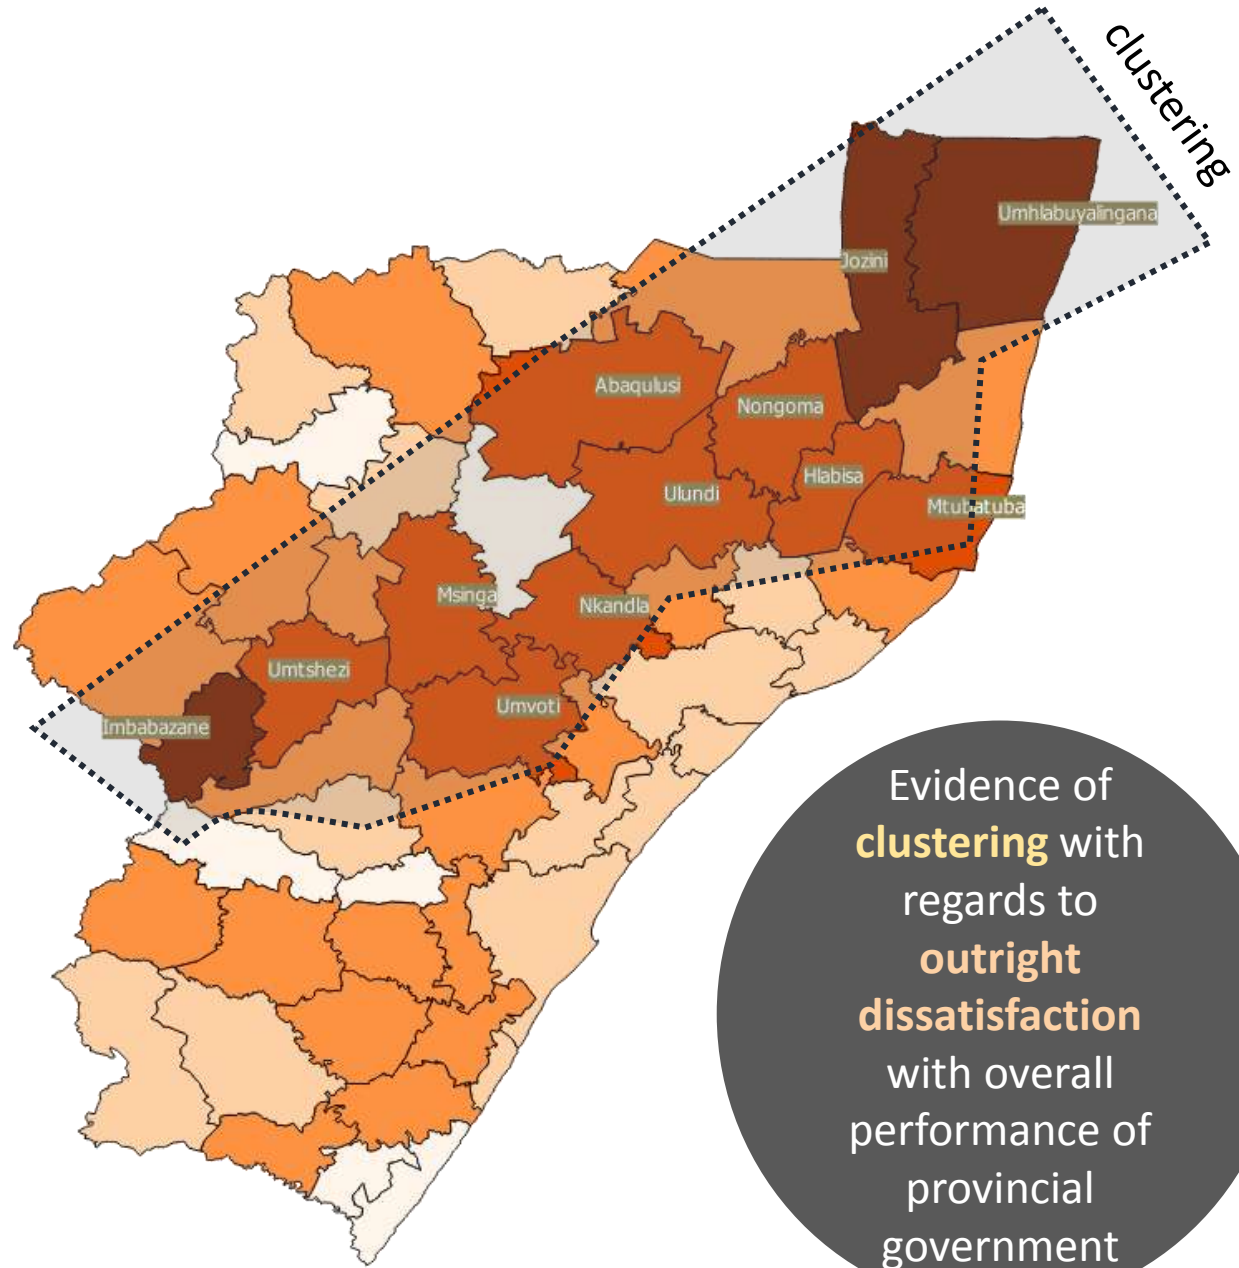 clustering
Umhlabuyalingana
Jozini
Abaqulusi
Nongoma
Hlabisa
Ulundi
Mtubatuba
Msinga
Nkandla
Umtshezi
Umvoti
Imbabazane
Evidence of
clustering with
regards to
outright
dissatisfaction
with overall
performance of
provincial
government